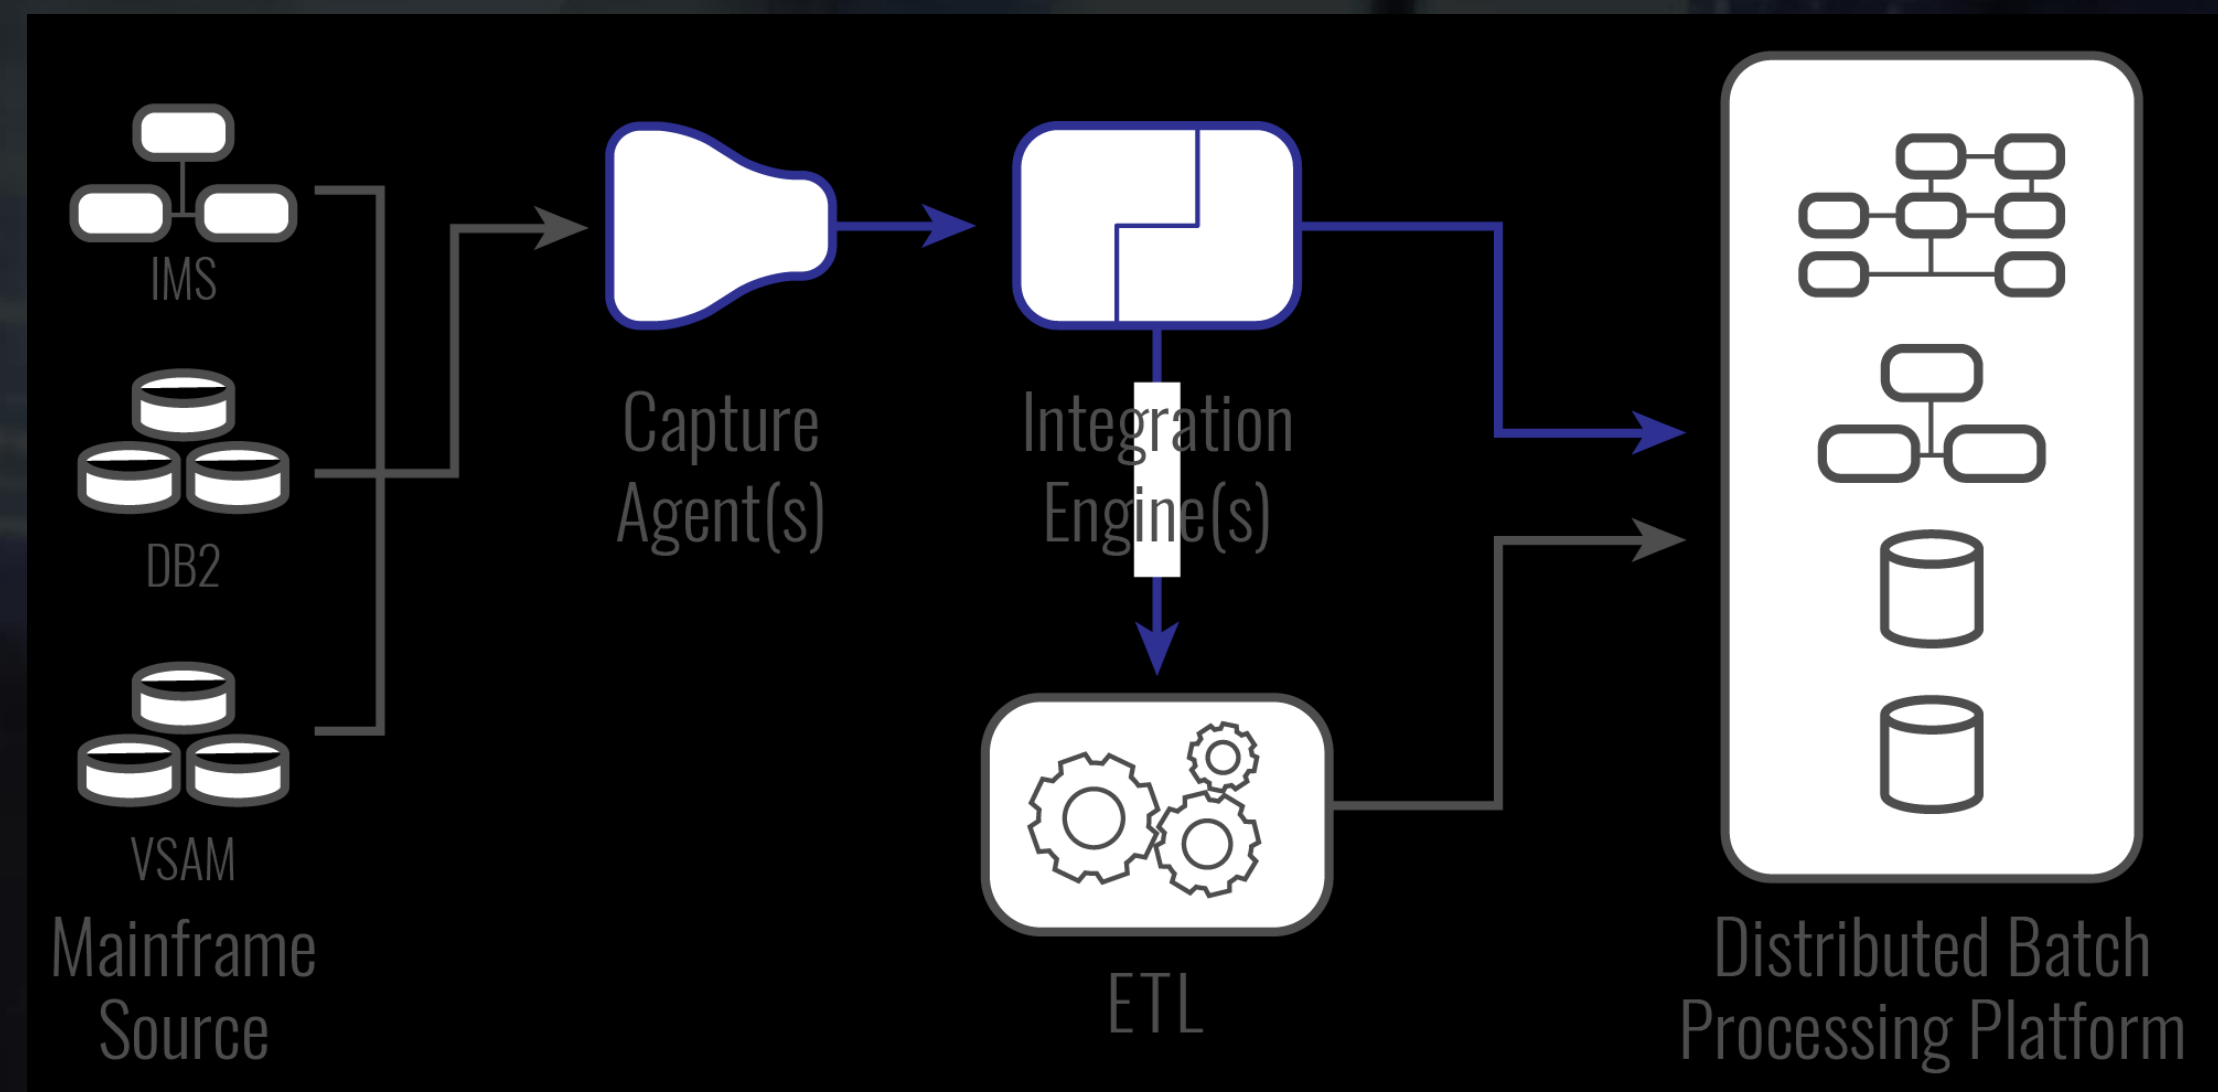 IMS
DB2
VSAM
Mainframe
Source
Capture
Agent(s)
Integration
Engine(s)
ETL
Distributed Batch
Processing Platform